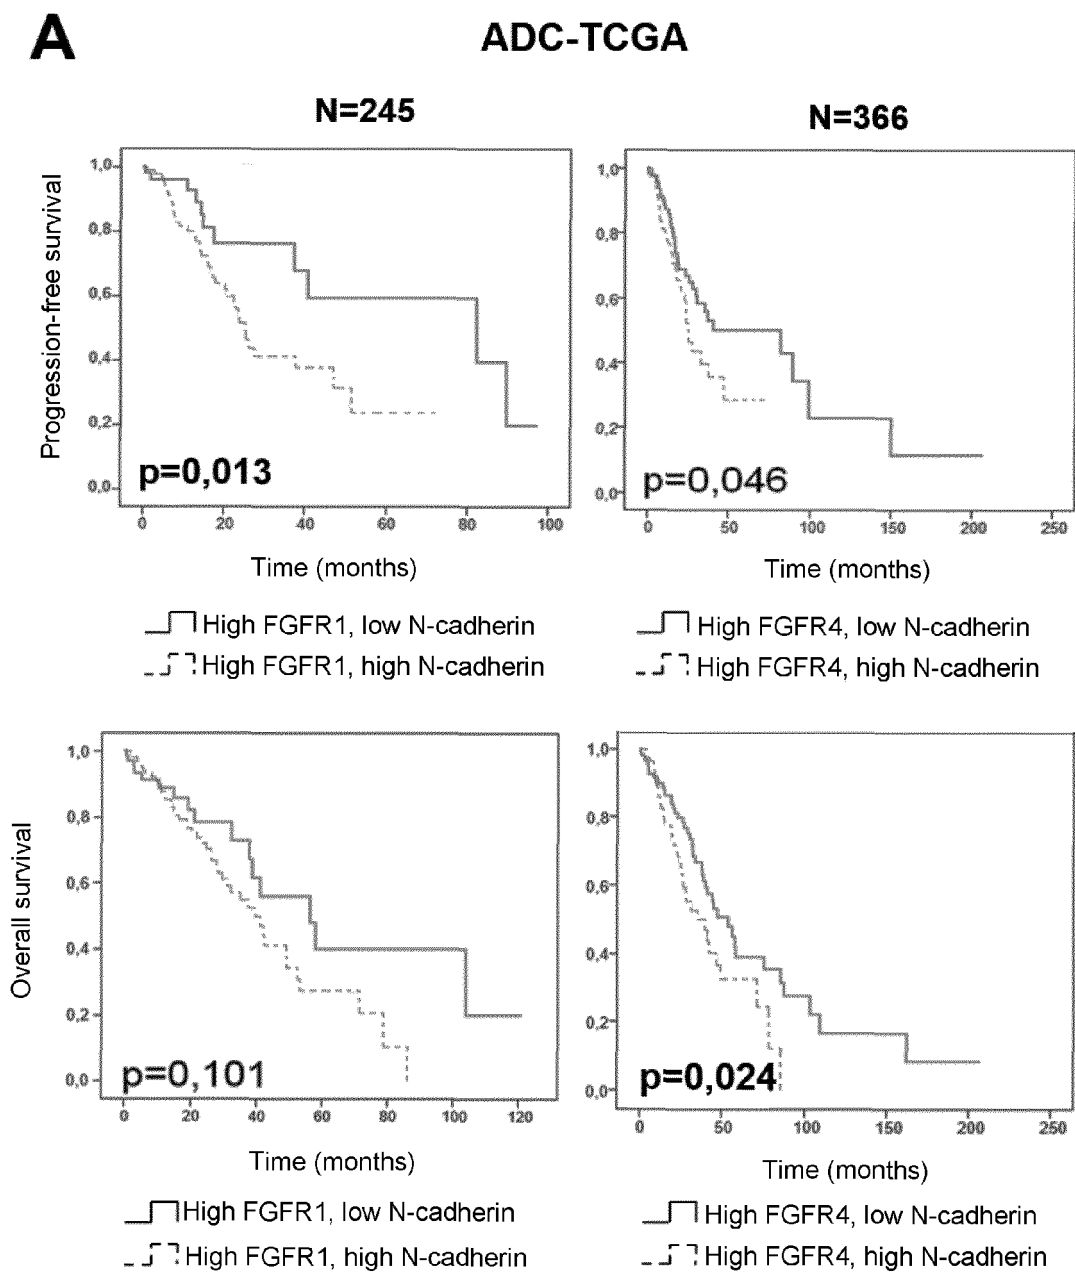 A
ADC-TCGA
N=245
N=366
Progression-free survival
1,0
0,8
0,6
0,4
0,2
0,0
p=0,013
0 20 40 60 80 100
Time (months)
High FGFR1, low N-cadherin
High FGFR1, high N-cadherin
1,0
0,8
0,6
0,4
0,2
0,0
p=0,046
0 50 100 150 200 250
Time (months)
High FGFR4, low N-cadherin
High FGFR4, high N-cadherin
Overall survival
1,0
0,8
0,6
0,4
0,2
0,0
p=0,101
0 20 40 60 80 100 120
Time (months)
High FGFR1, low N-cadherin
High FGFR1, high N-cadherin
1,0
0,8
0,6
0,4
0,2
0,0
p=0,024
0 50 100 150 200 250
Time (months)
High FGFR4, low N-cadherin
High FGFR4, high N-cadherin